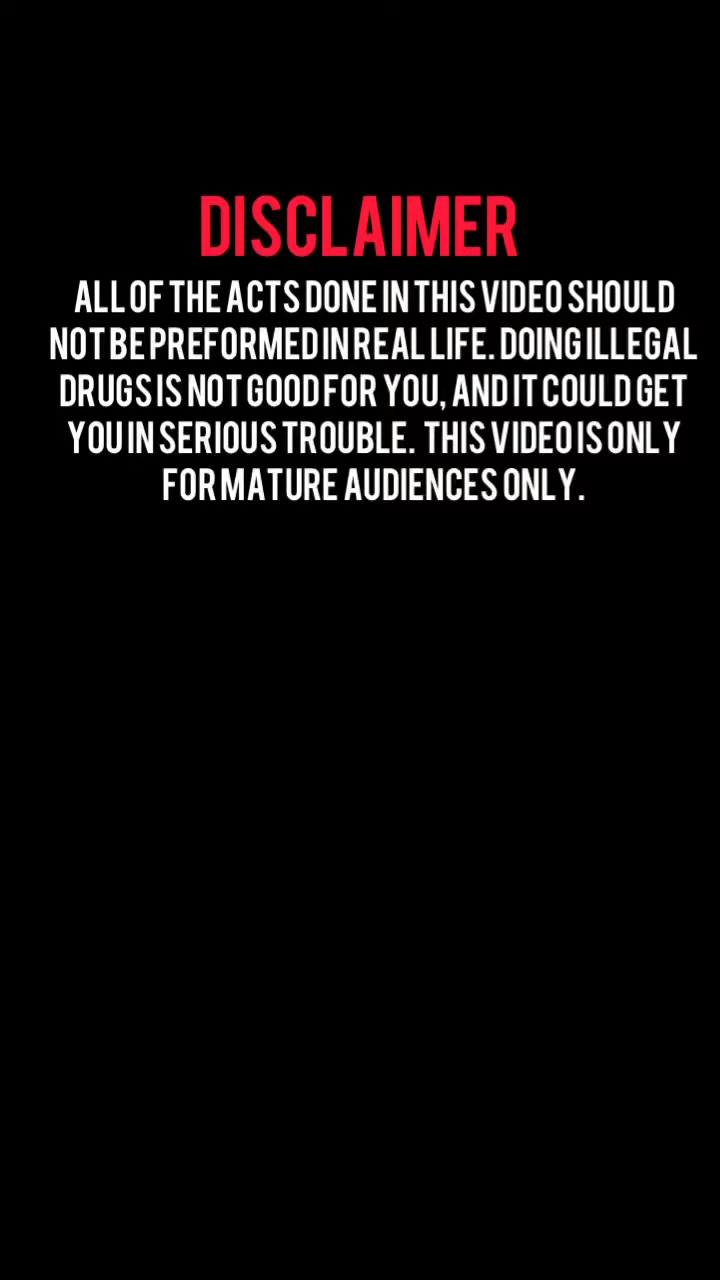 DISCLAIMER
ALL OF THE ACTS DONE IN THIS VIDEO SHOULD
NOT BE PREFORMED IN REAL LIFE. DOING ILLEGAL
DRUGS IS NOT GOOD FOR YOU, AND IT COULD GET
YOU IN SERIOUS TROUBLE. THIS VIDEO IS ONLY
FOR MATURE AUDIENCES ONLY.